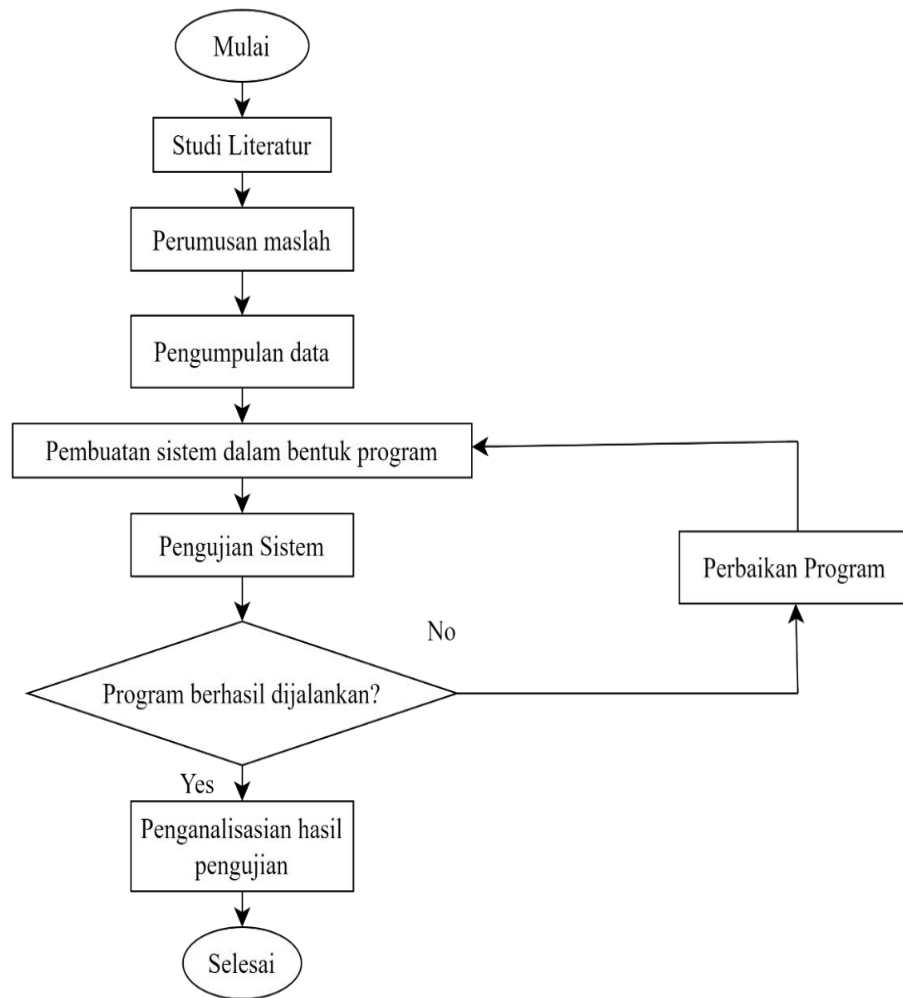 Mulai
Studi Literatur
Perumusan maslah
Pengumpulan data
Pembuatan sistem dalam bentuk program
Pengujian Sistem
Perbaikan Program
No
Program berhasil dijalankan?
Yes
Penganalisasian hasil
pengujian
Selesai